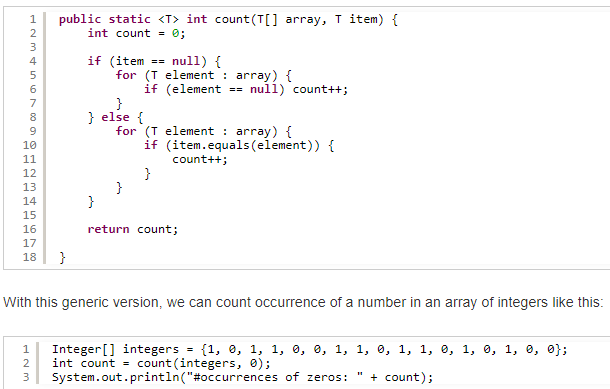 1 public static <T> int count(T[] array, T item) {
2 int count = 0;
3
4 if (item == null) {
5 for (T element : array) {
6 if (element == null) count++;
7 }
8 } else {
9 for (T element : array) {
10 if (item.equals(element)) {
11 count++;
12 }
13 }
14 }
15
16 return count;
17
18 }
With this generic version, we can count occurrence of a number in an array of integers like this:
1 Integer[] integers = {1, 0, 1, 1, 0, 0, 1, 1, 0, 1, 1, 0, 1, 0, 1, 0, 0};
2 int count = count(integers, 0);
3 System.out.println("#occurrences of zeros: " + count);